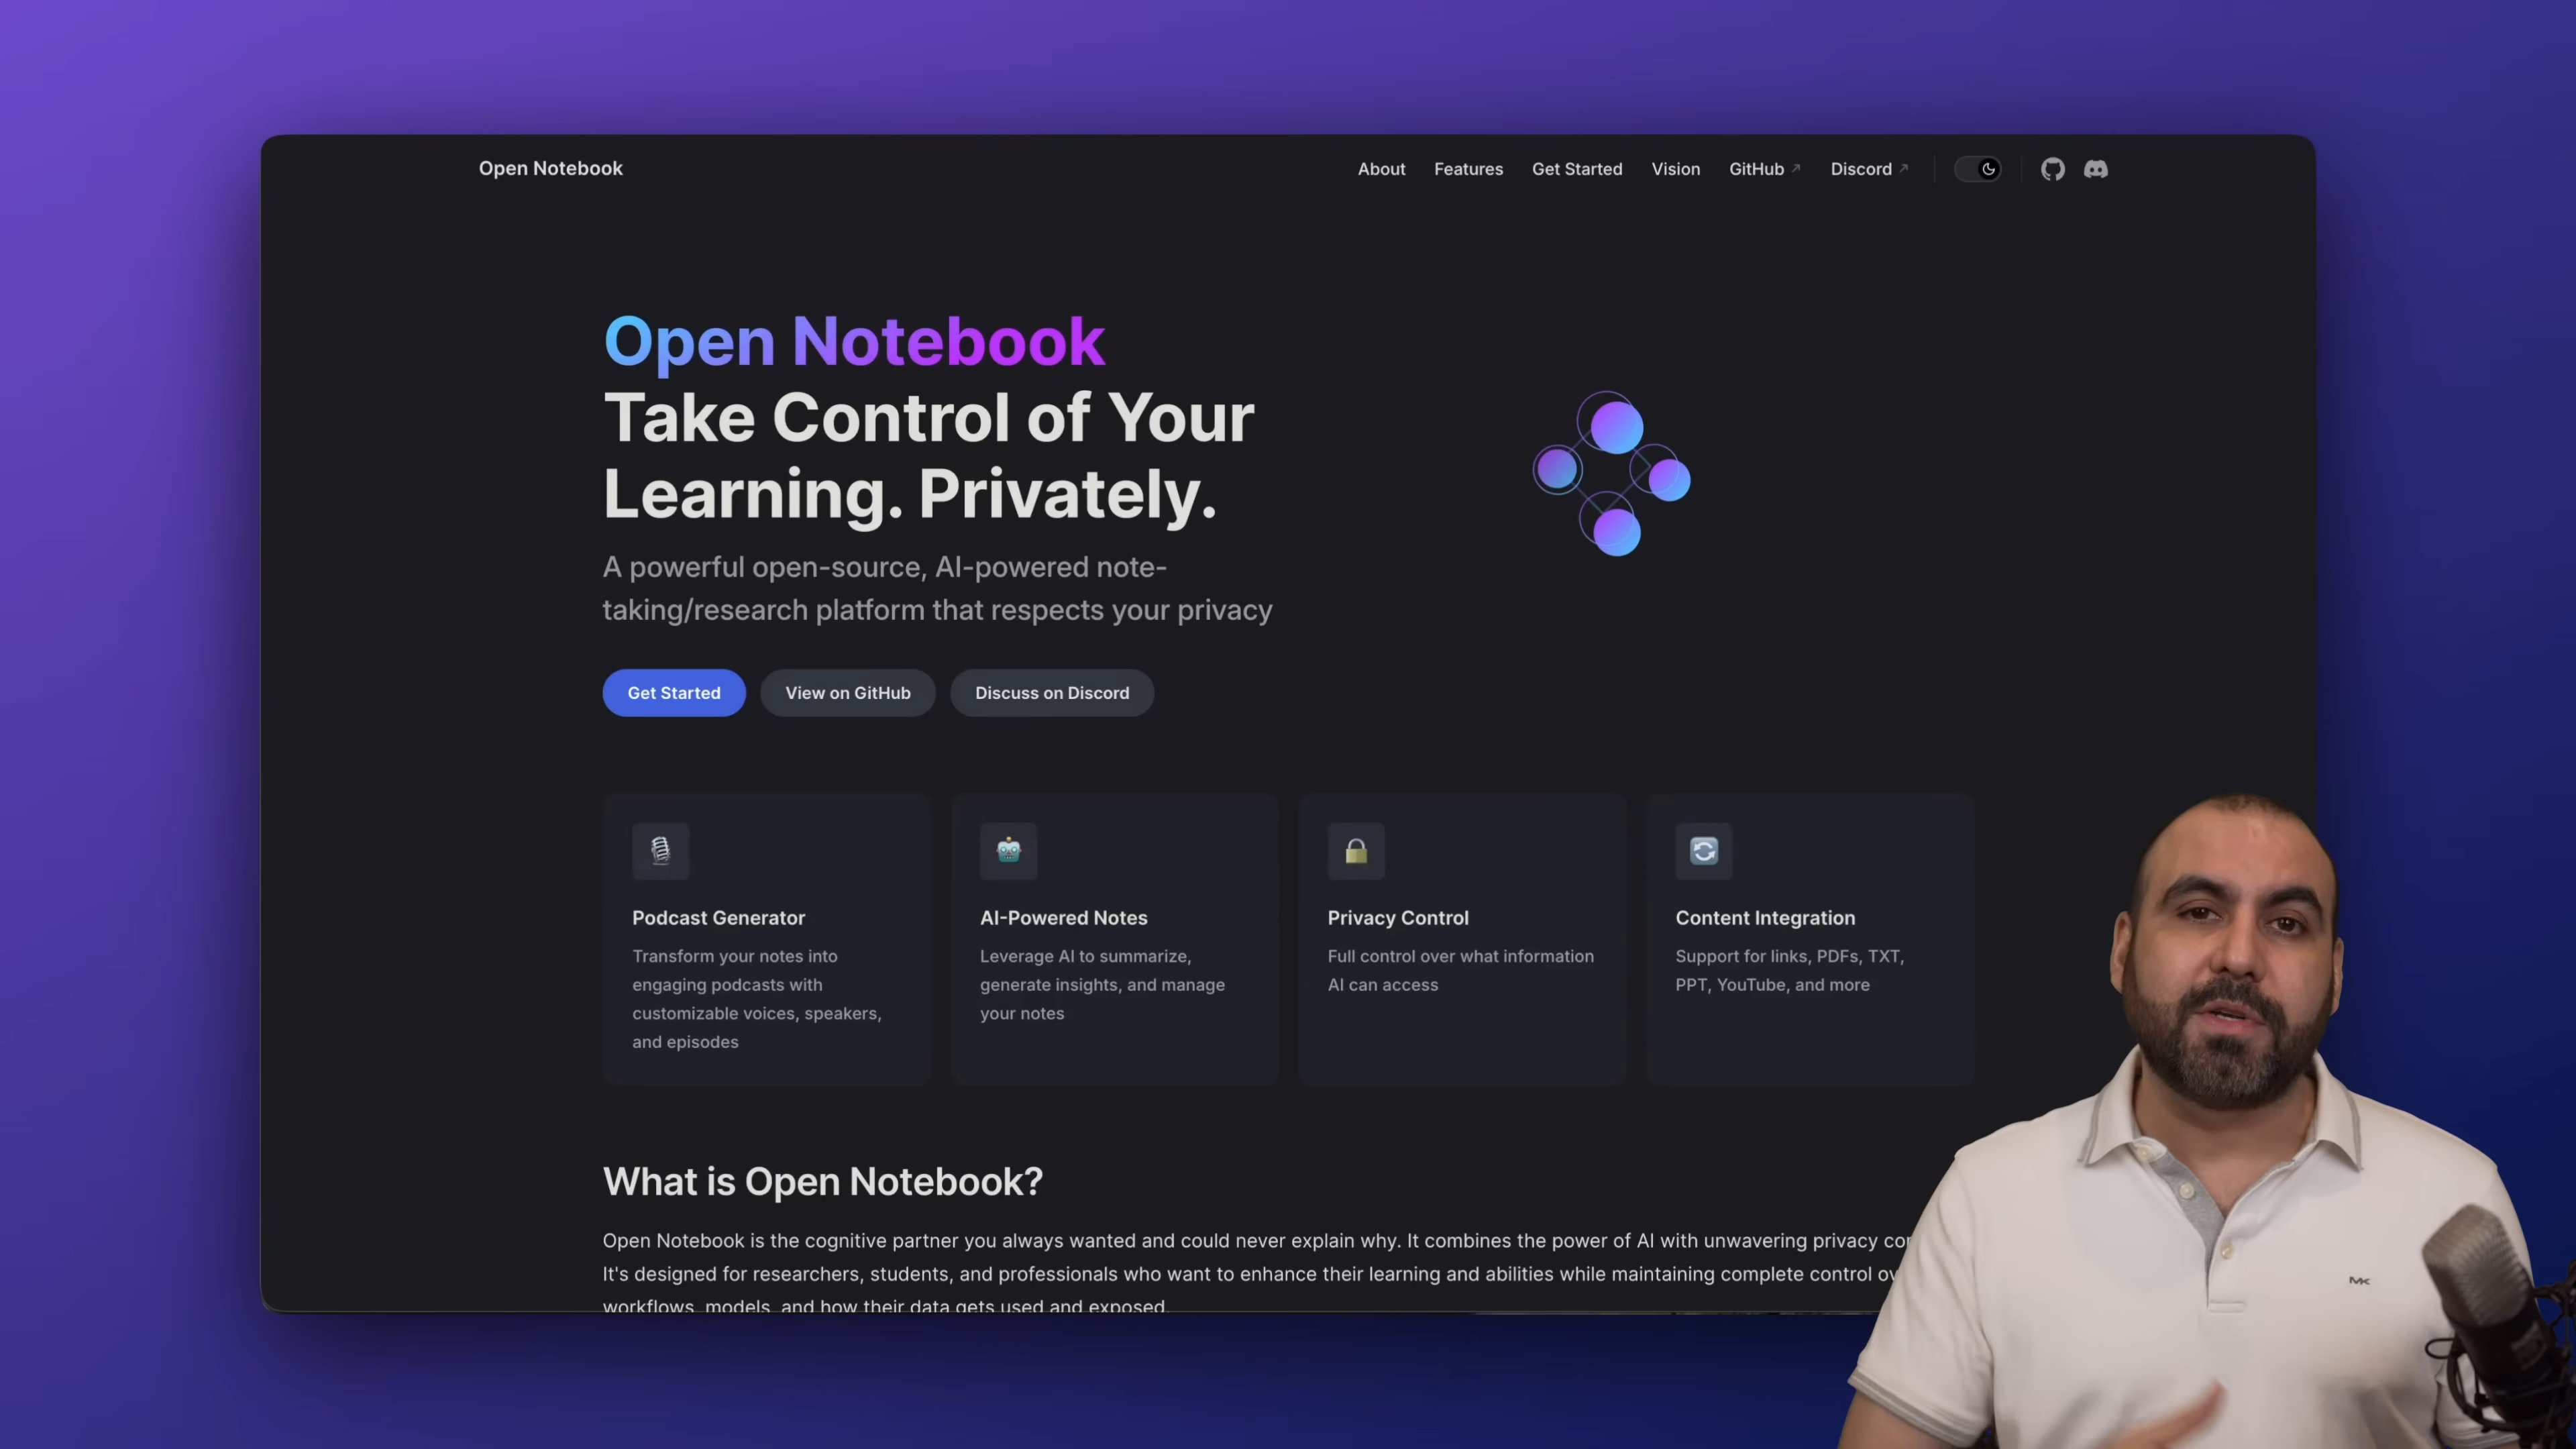 Open Notebook
About Features Get Started Vision GitHub Discord
Open Notebook
Take Control of Your
Learning. Privately.
A powerful open-source, AI-powered note-
taking/research platform that respects your privacy
Get Started View on GitHub Discuss on Discord
Podcast Generator
Transform your notes into
engaging podcasts with
customizable voices, speakers,
and episodes
AI-Powered Notes
Leverage AI to summarize,
generate insights, and manage
your notes
Privacy Control
Full control over what information
AI can access
Content Integration
Support for links, PDFs, TXT,
PPT, YouTube, and more
What is Open Notebook?
Open Notebook is the cognitive partner you always wanted and could never explain why. It combines the power of AI with unwavering privacy
It's designed for researchers, students, and professionals who want to enhance their learning and abilities while maintaining complete control
workflows, models, and how their data gets used and exposed.
MK